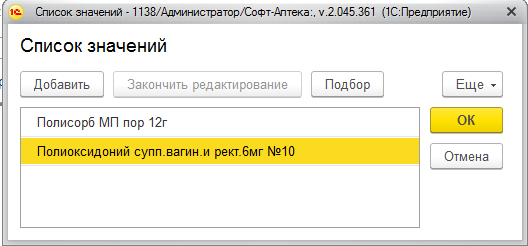 Список значений - 1138/Администратор/Софт-Аптека:, v.2.045.361 (1С:Предприятие)
Список значений
Добавить Закончить редактирование Подбор Еще
Полисорб МП пор 12г
Полиоксидоний супп.вагин.и рект.6мг №10
ОК
Отмена